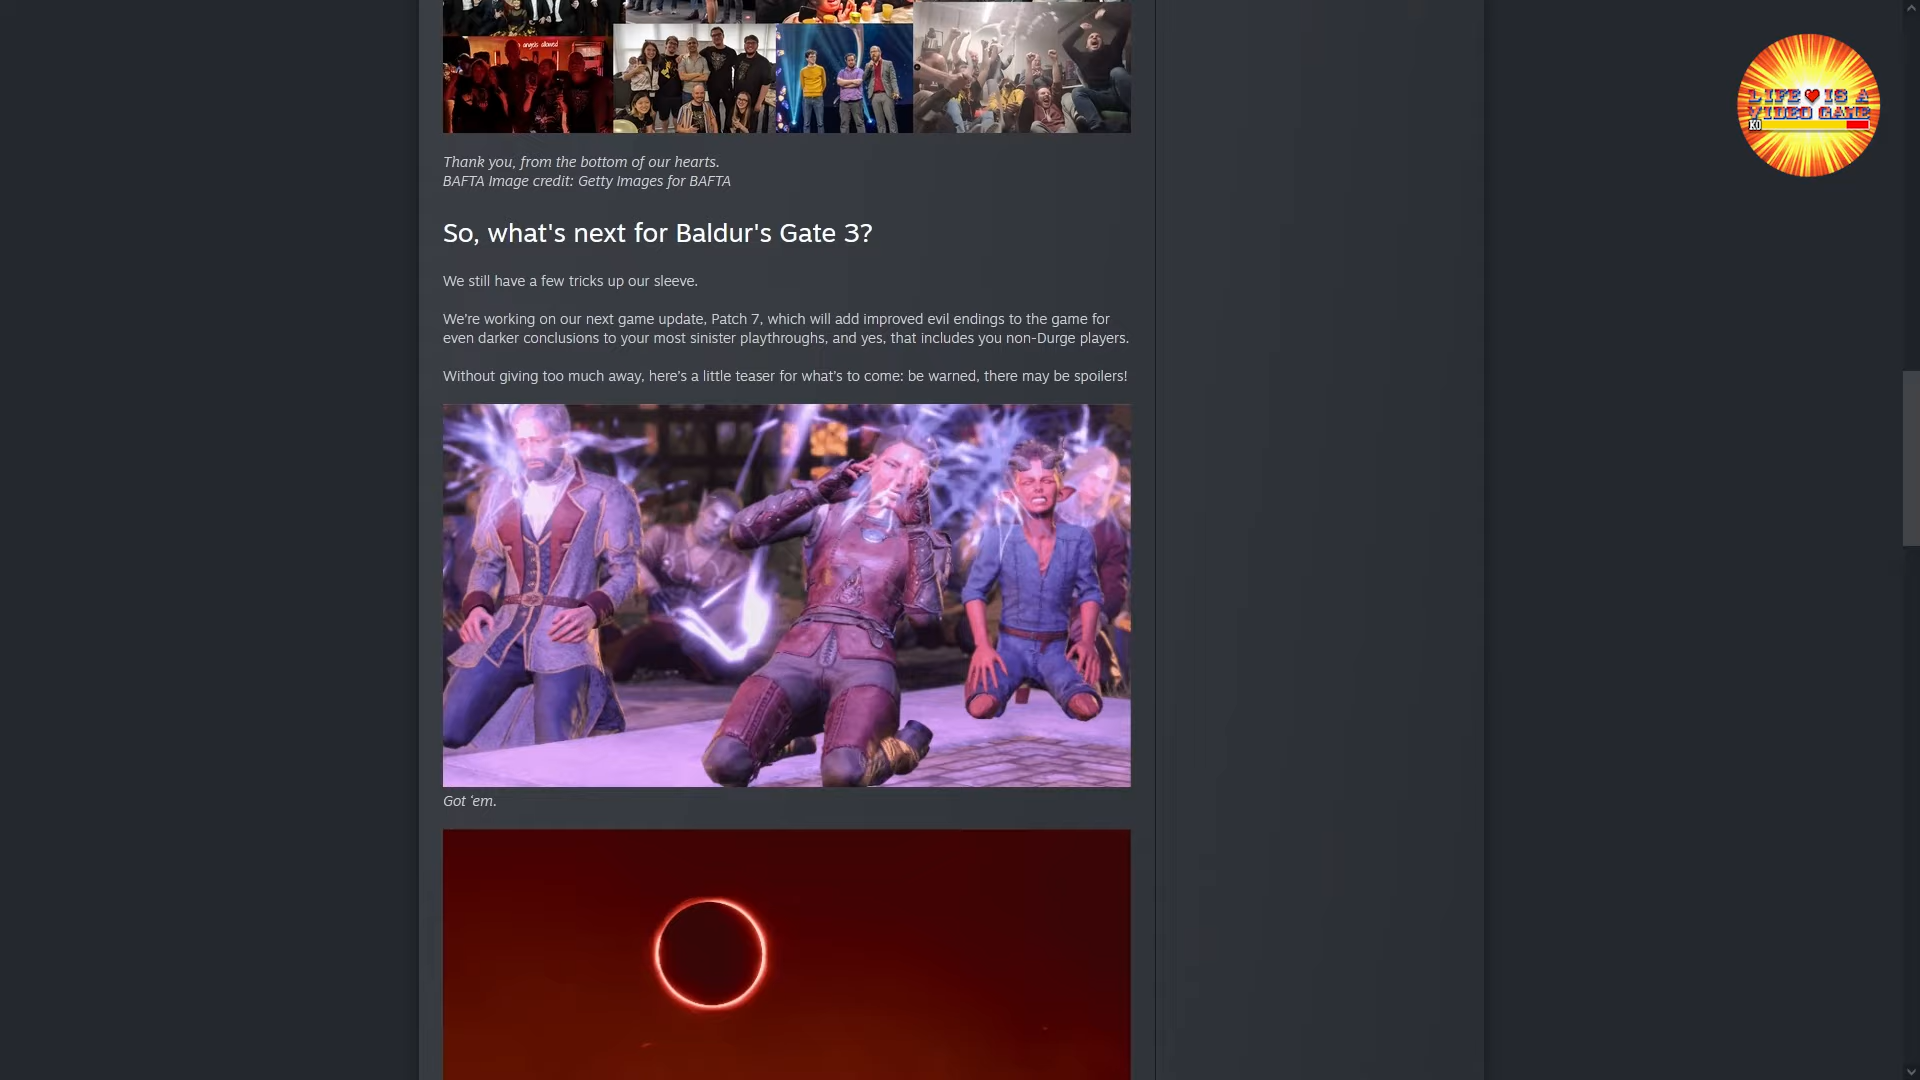 angels allowed
Thank you, from the bottom of our hearts.
BAFTA Image credit: Getty Images for BAFTA
LIFE IS A
VIDEO GAME
KO
So, what's next for Baldur's Gate 3?
We still have a few tricks up our sleeve.
We're working on our next game update, Patch 7, which will add improved evil endings to the game for
even darker conclusions to your most sinister playthroughs, and yes, that includes you non-Durge players.
Without giving too much away, here's a little teaser for what's to come: be warned, there may be spoilers!
Got ‘em.